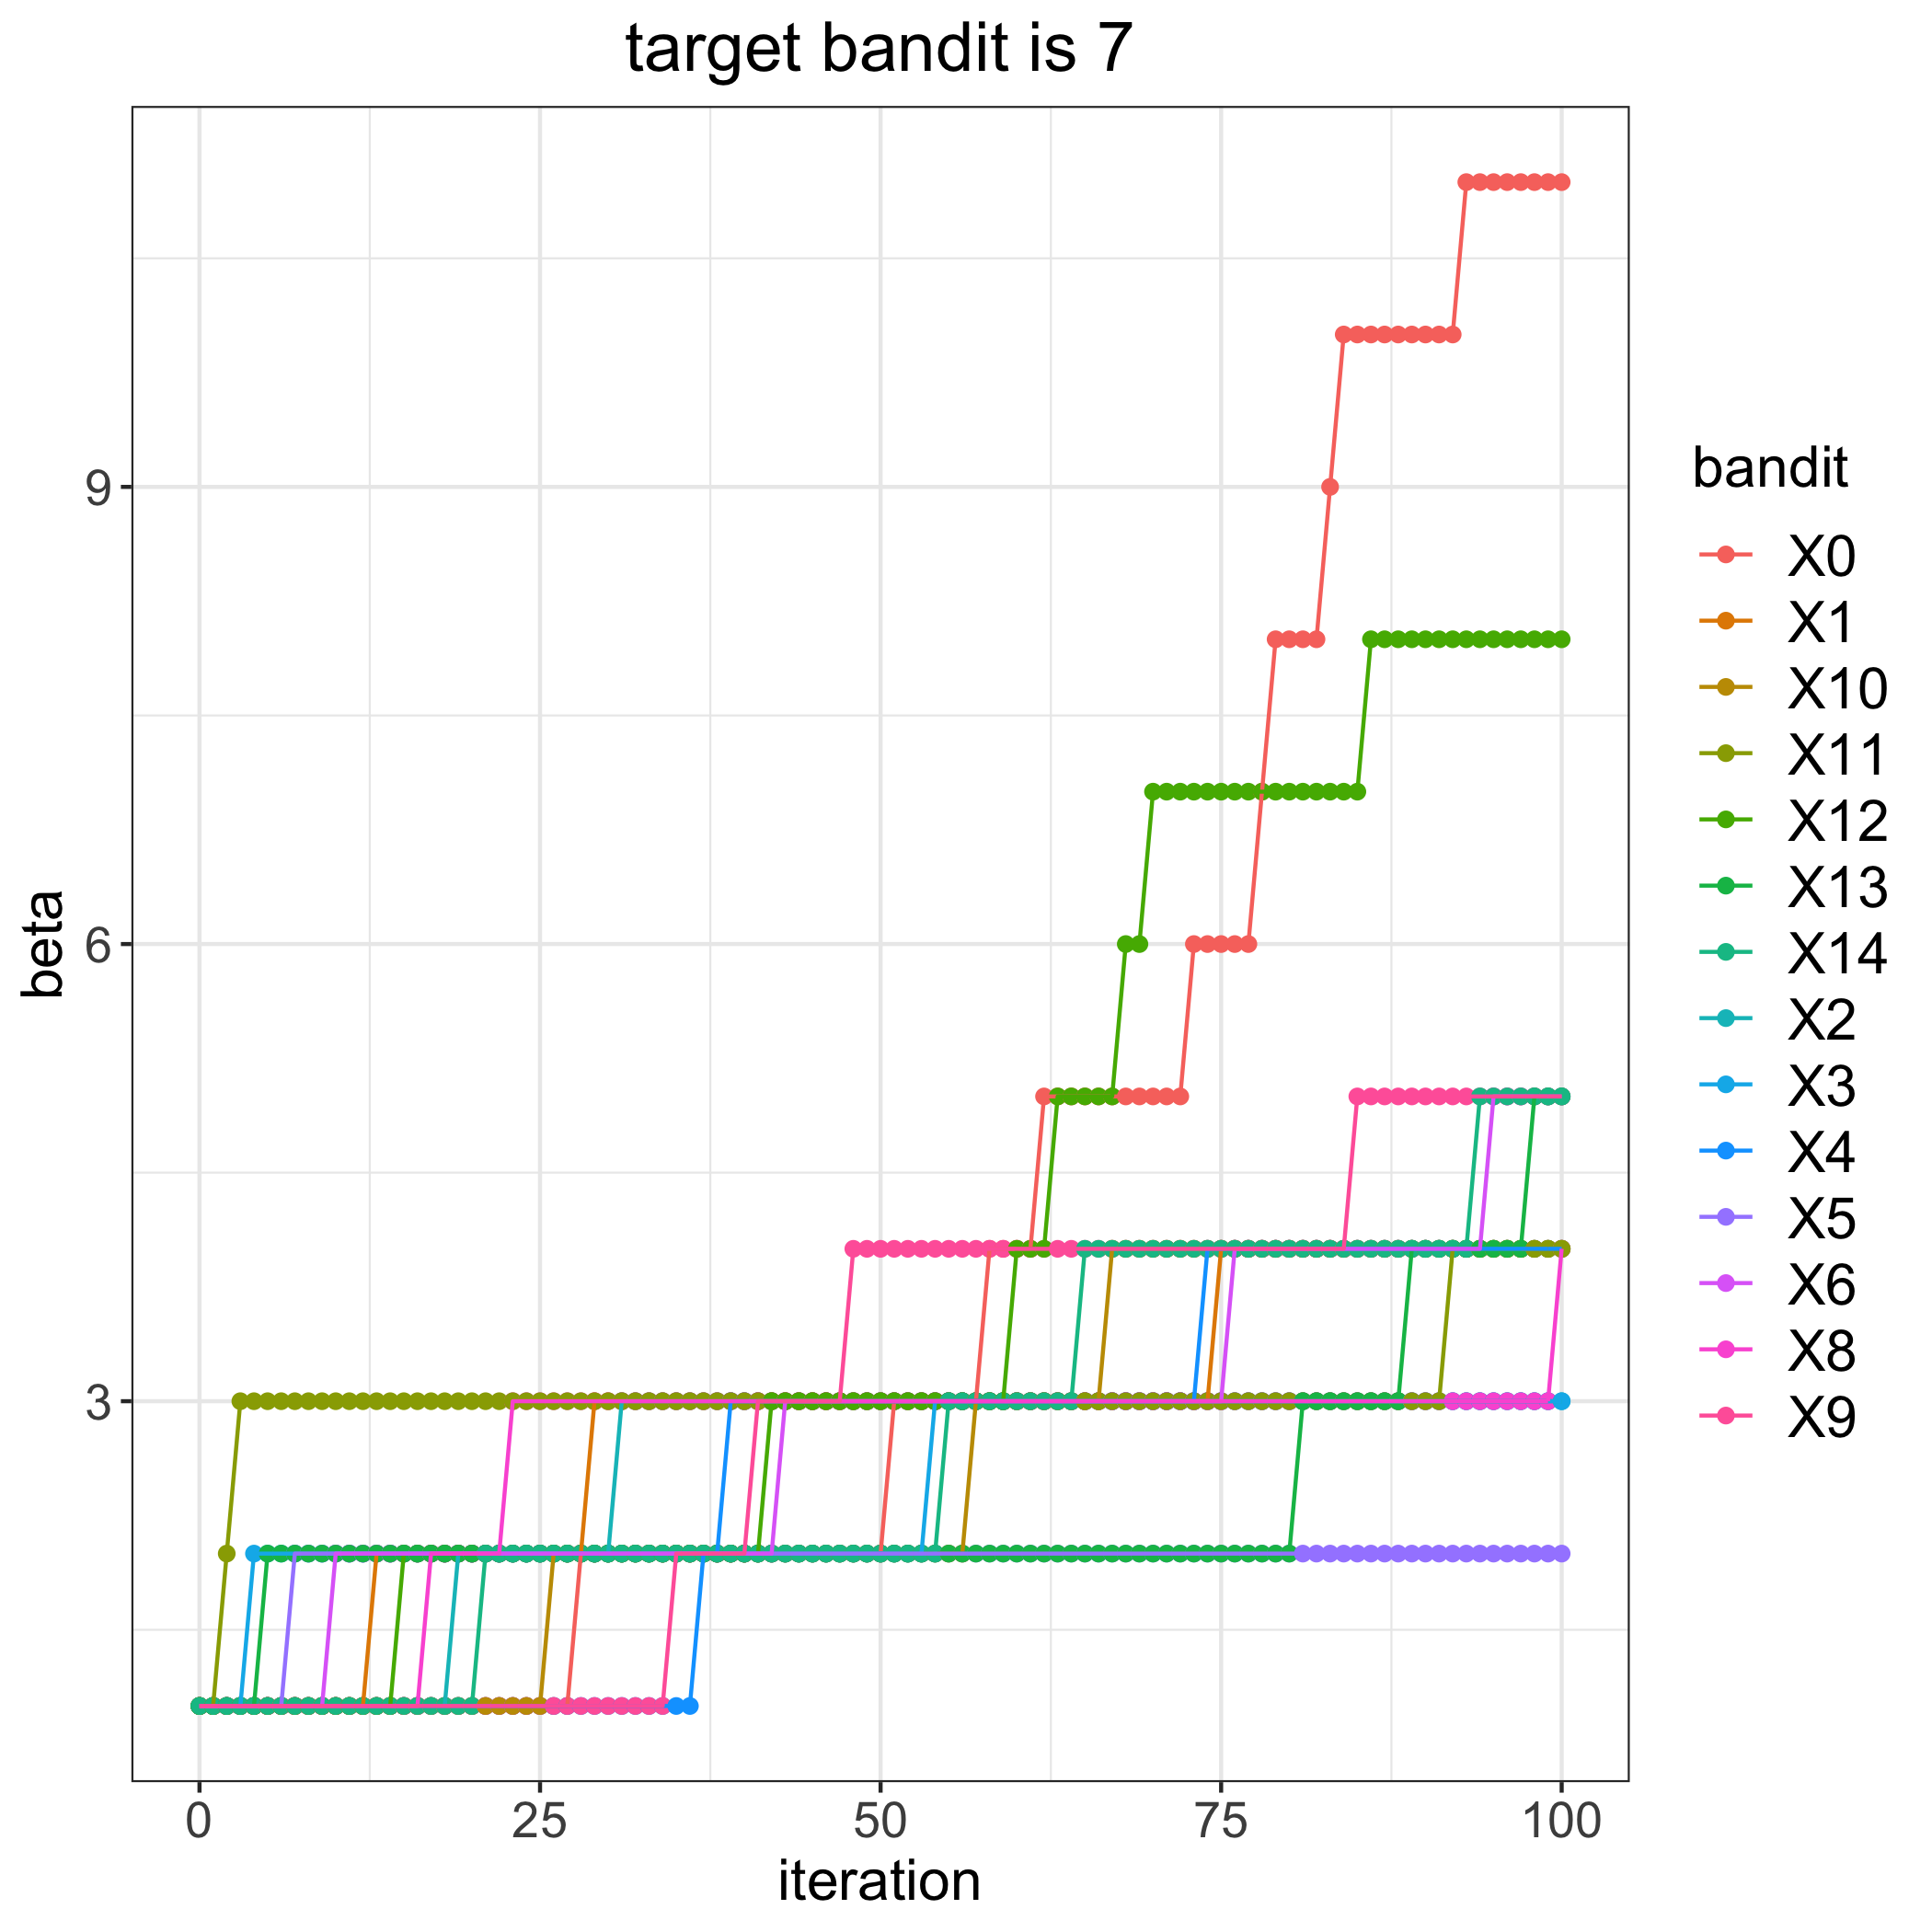 target bandit is 7
9
6
3
beta
0 25 50 75 100
iteration
bandit
X0
X1
X10
X11
X12
X13
X14
X2
X3
X4
X5
X6
X8
X9